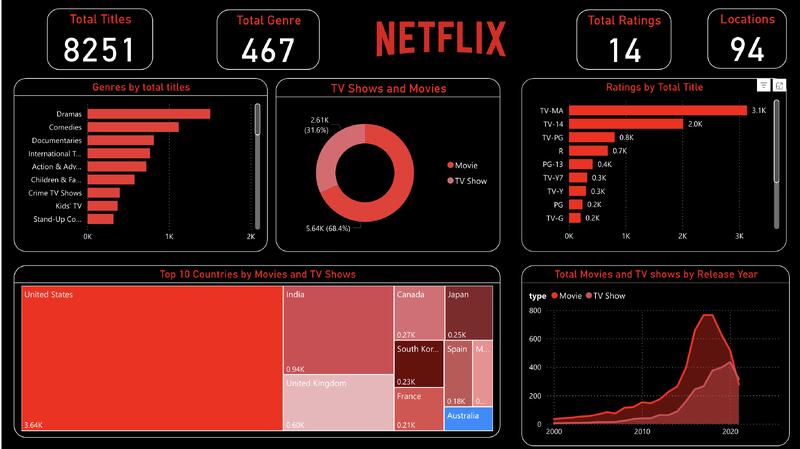 Total Titles
8251
Total Genre
467
NETFLIX
Total Ratings
14
Locations
94
Genres by total titles
Dramas
Comedies
Documentaries
International T...
Action & Adv...
Children & Fa...
Crime TV Shows
Kids' TV
Stand-Up Co...
0K 1K 2K
TV Shows and Movies
2.61K
(31.6%)
5.64K (68.4%)
Movie
TV Show
Ratings by Total Title
TV-MA 3.1K
TV-14 2.0K
TV-PG 0.8K
R 0.7K
PG-13 0.4K
TV-Y7 0.3K
TV-Y 0.3K
PG 0.2K
TV-G 0.2K
0K 1K 2K 3K
Top 10 Countries by Movies and TV Shows
United States
3.64K
India
0.94K
United Kingdom
0.60K
Canada
0.27K
South Kor...
0.23K
France
0.21K
Japan
0.25K
Spain
0.18K
M...
0...
Australia
Total Movies and TV shows by Release Year
type Movie TV Show
800
600
400
200
0
2000 2010 2020